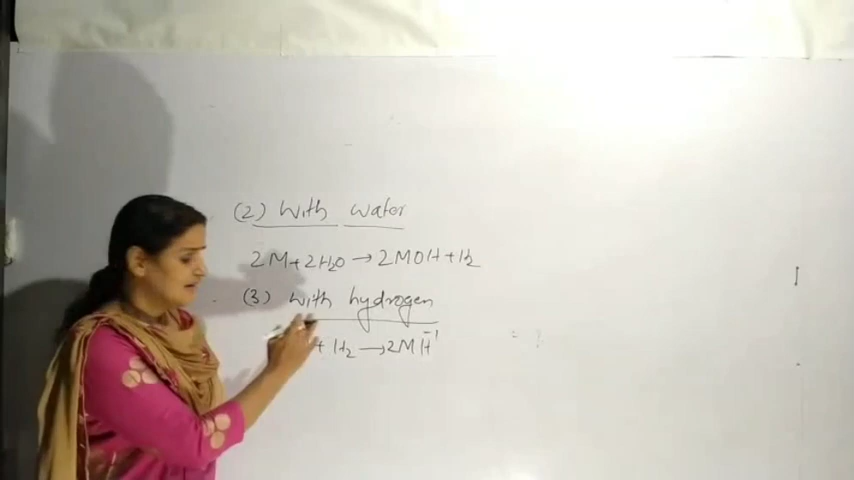 (2) With water
2M+2H₂O → 2MOH+H₂
(3) With hydrogen
+ H₂ → 2MH⁻¹